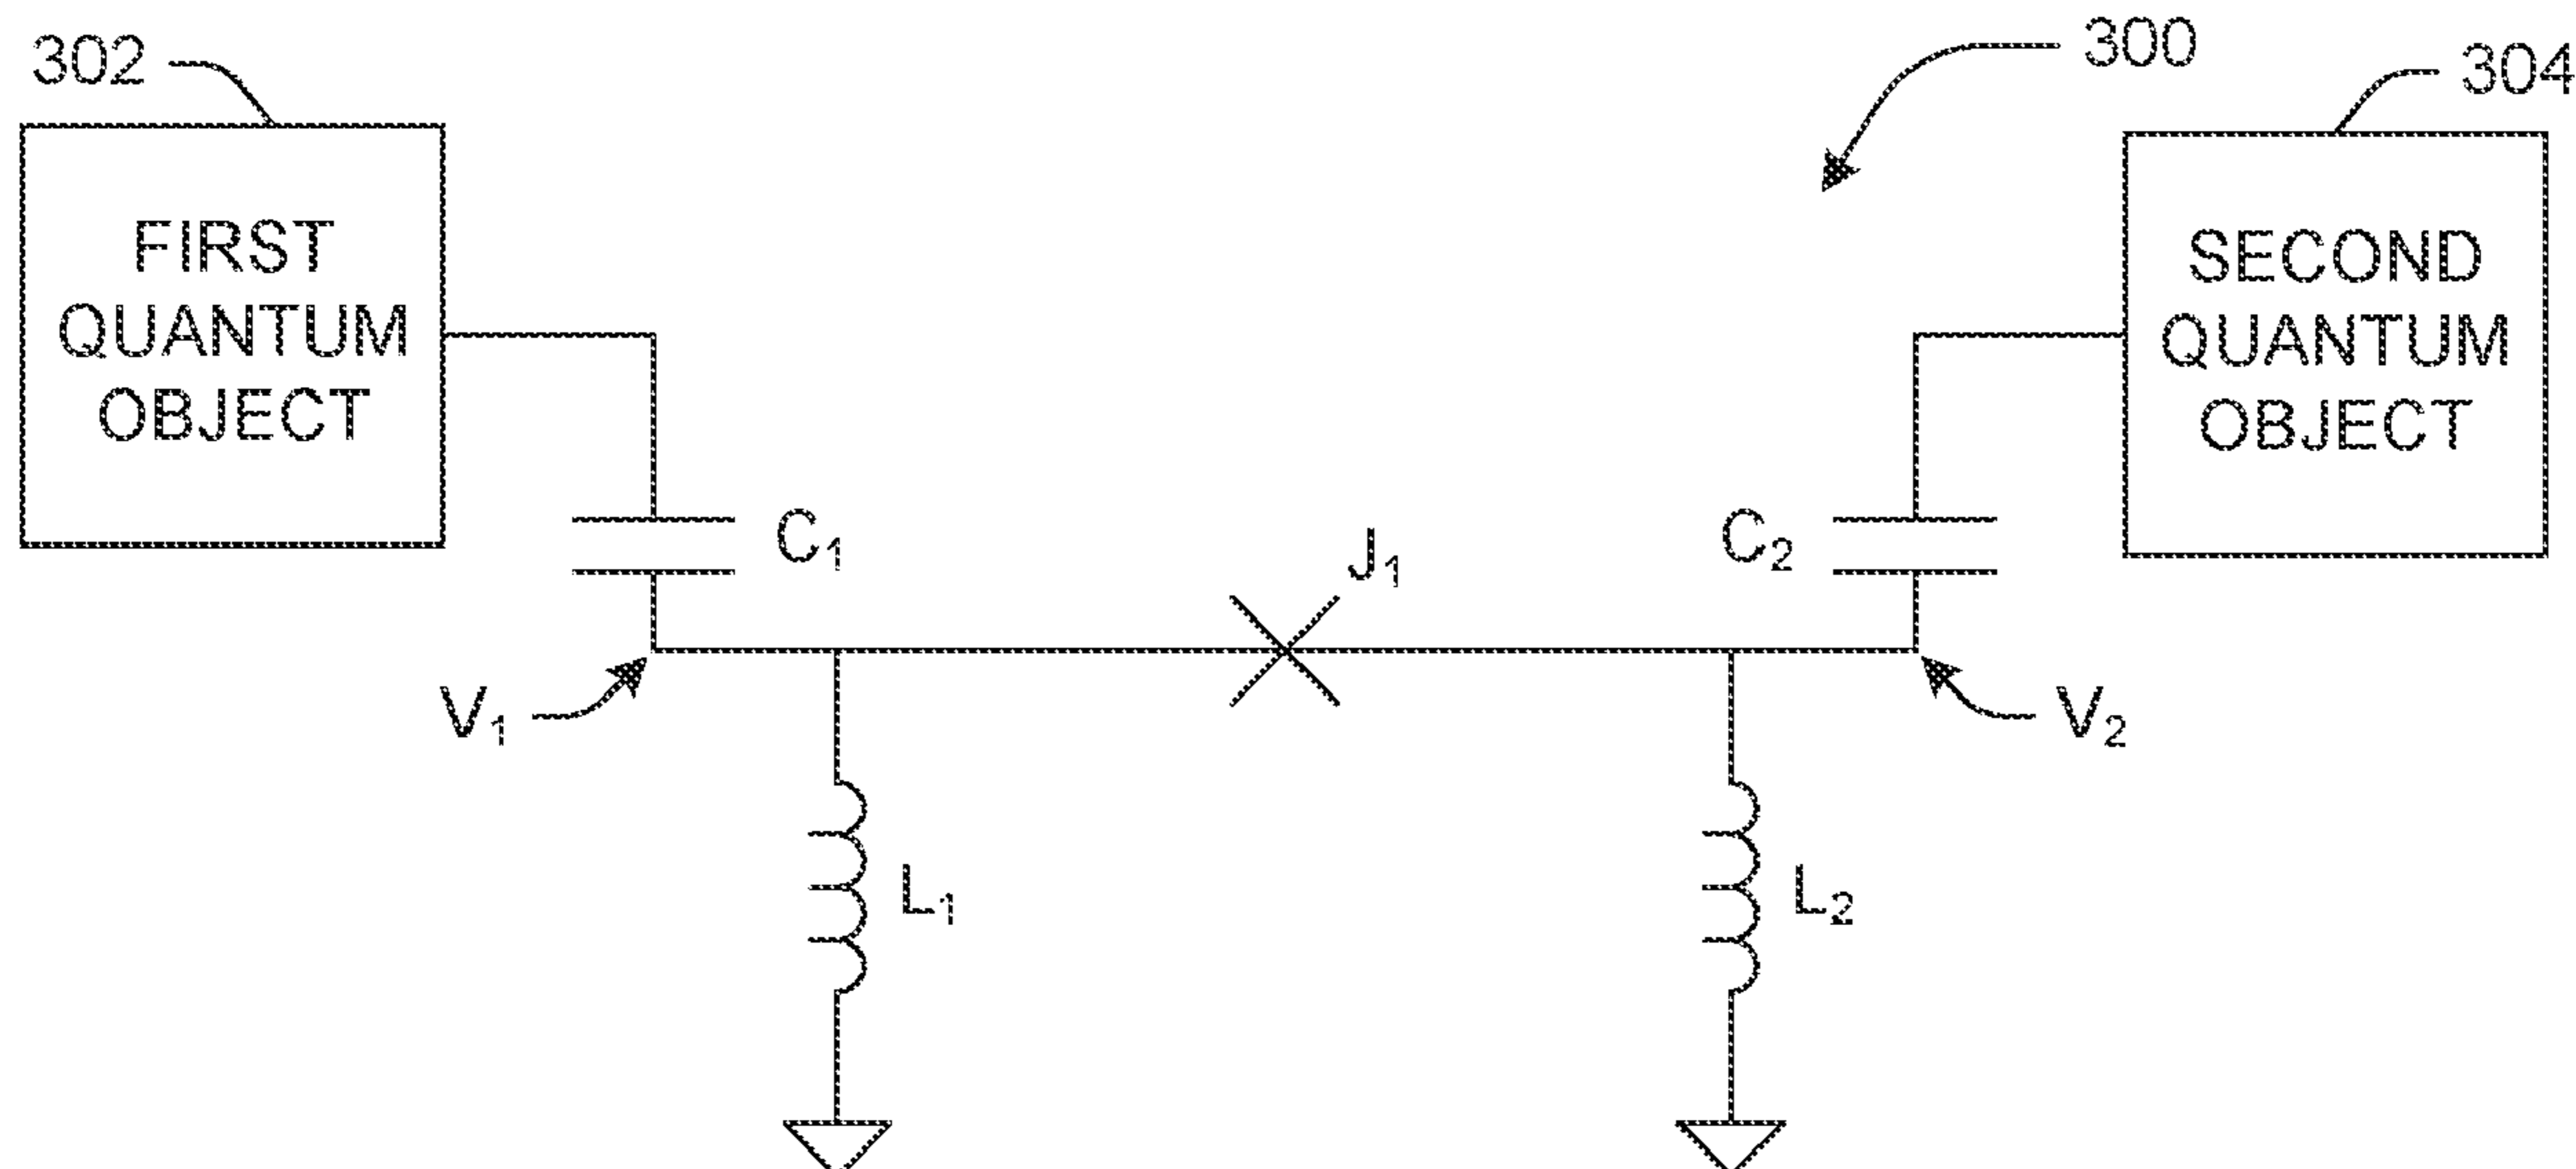 302
300
304
FIRST
QUANTUM
OBJECT
SECOND
QUANTUM
OBJECT
C₁
J₁
C₂
V₁
V₂
L₁
L₂